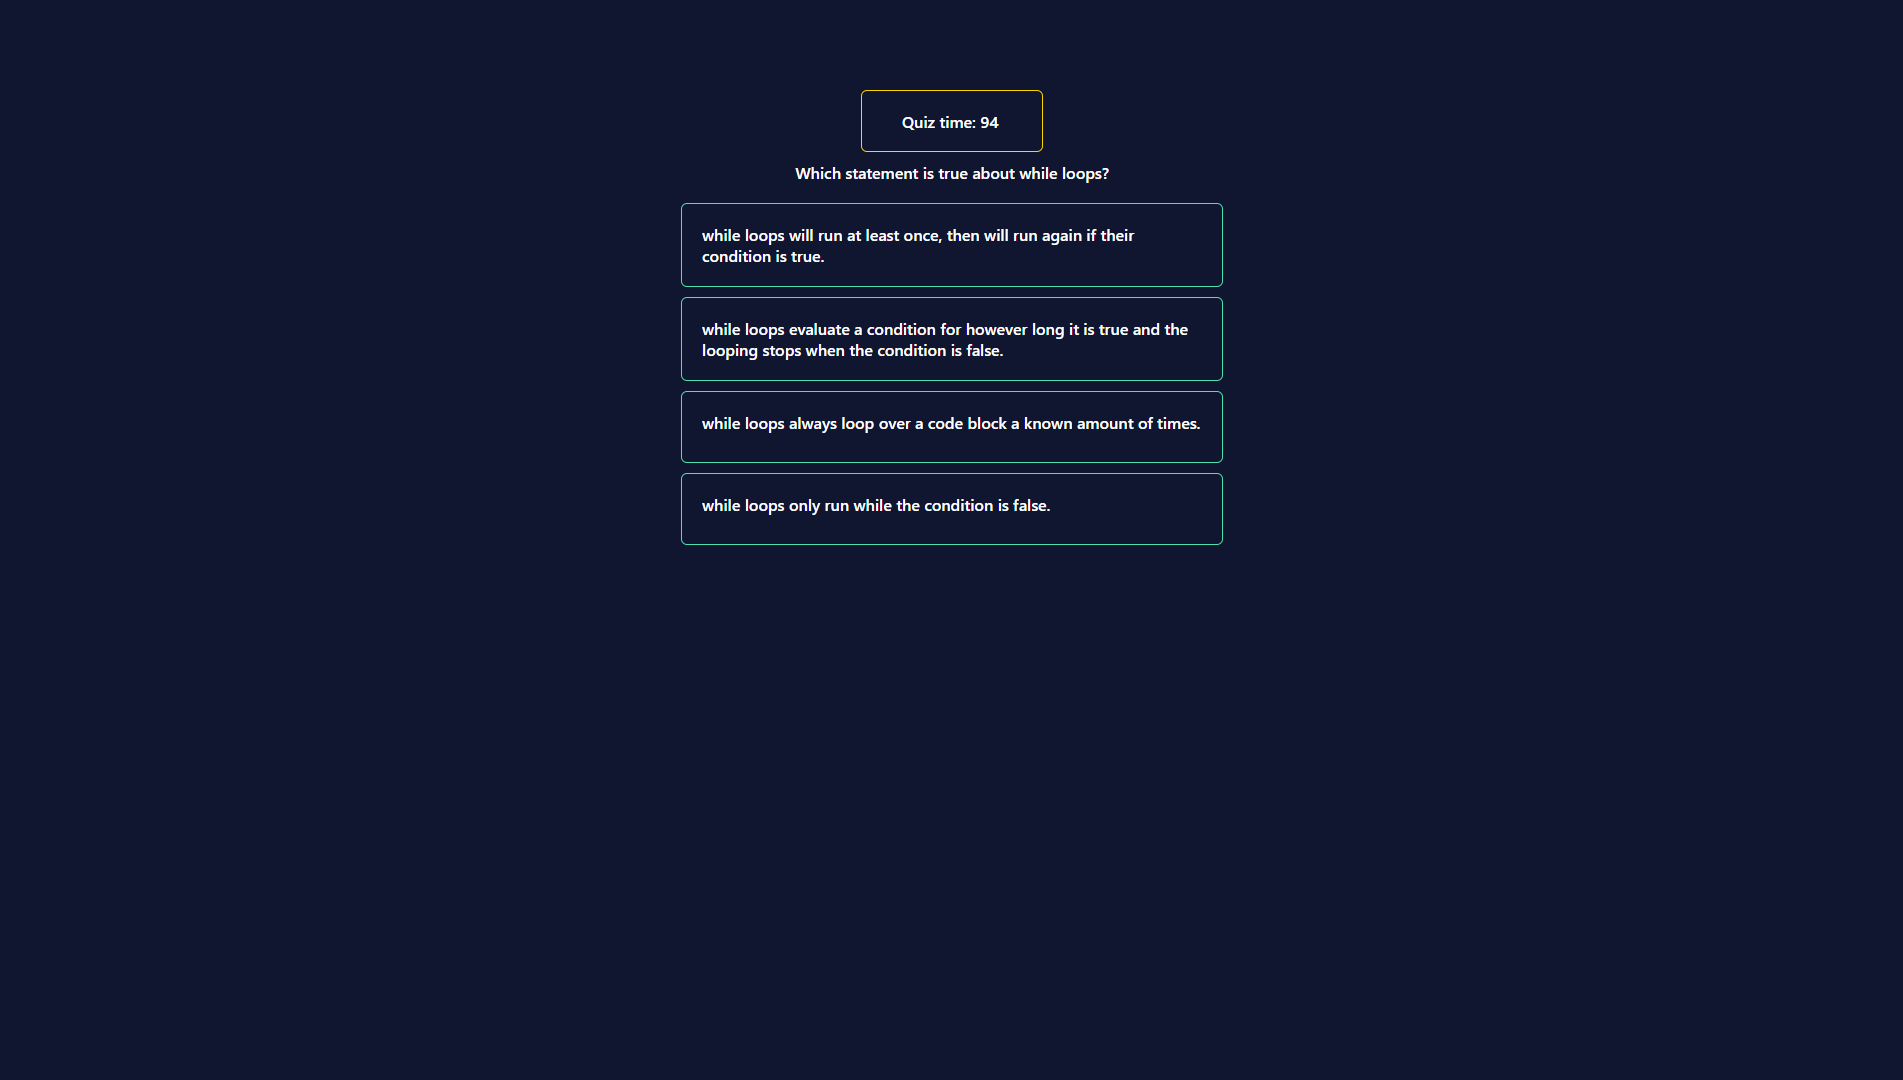 Quiz time: 94
Which statement is true about while loops?
while loops will run at least once, then will run again if their
condition is true.
while loops evaluate a condition for however long it is true and the
looping stops when the condition is false.
while loops always loop over a code block a known amount of times.
while loops only run while the condition is false.